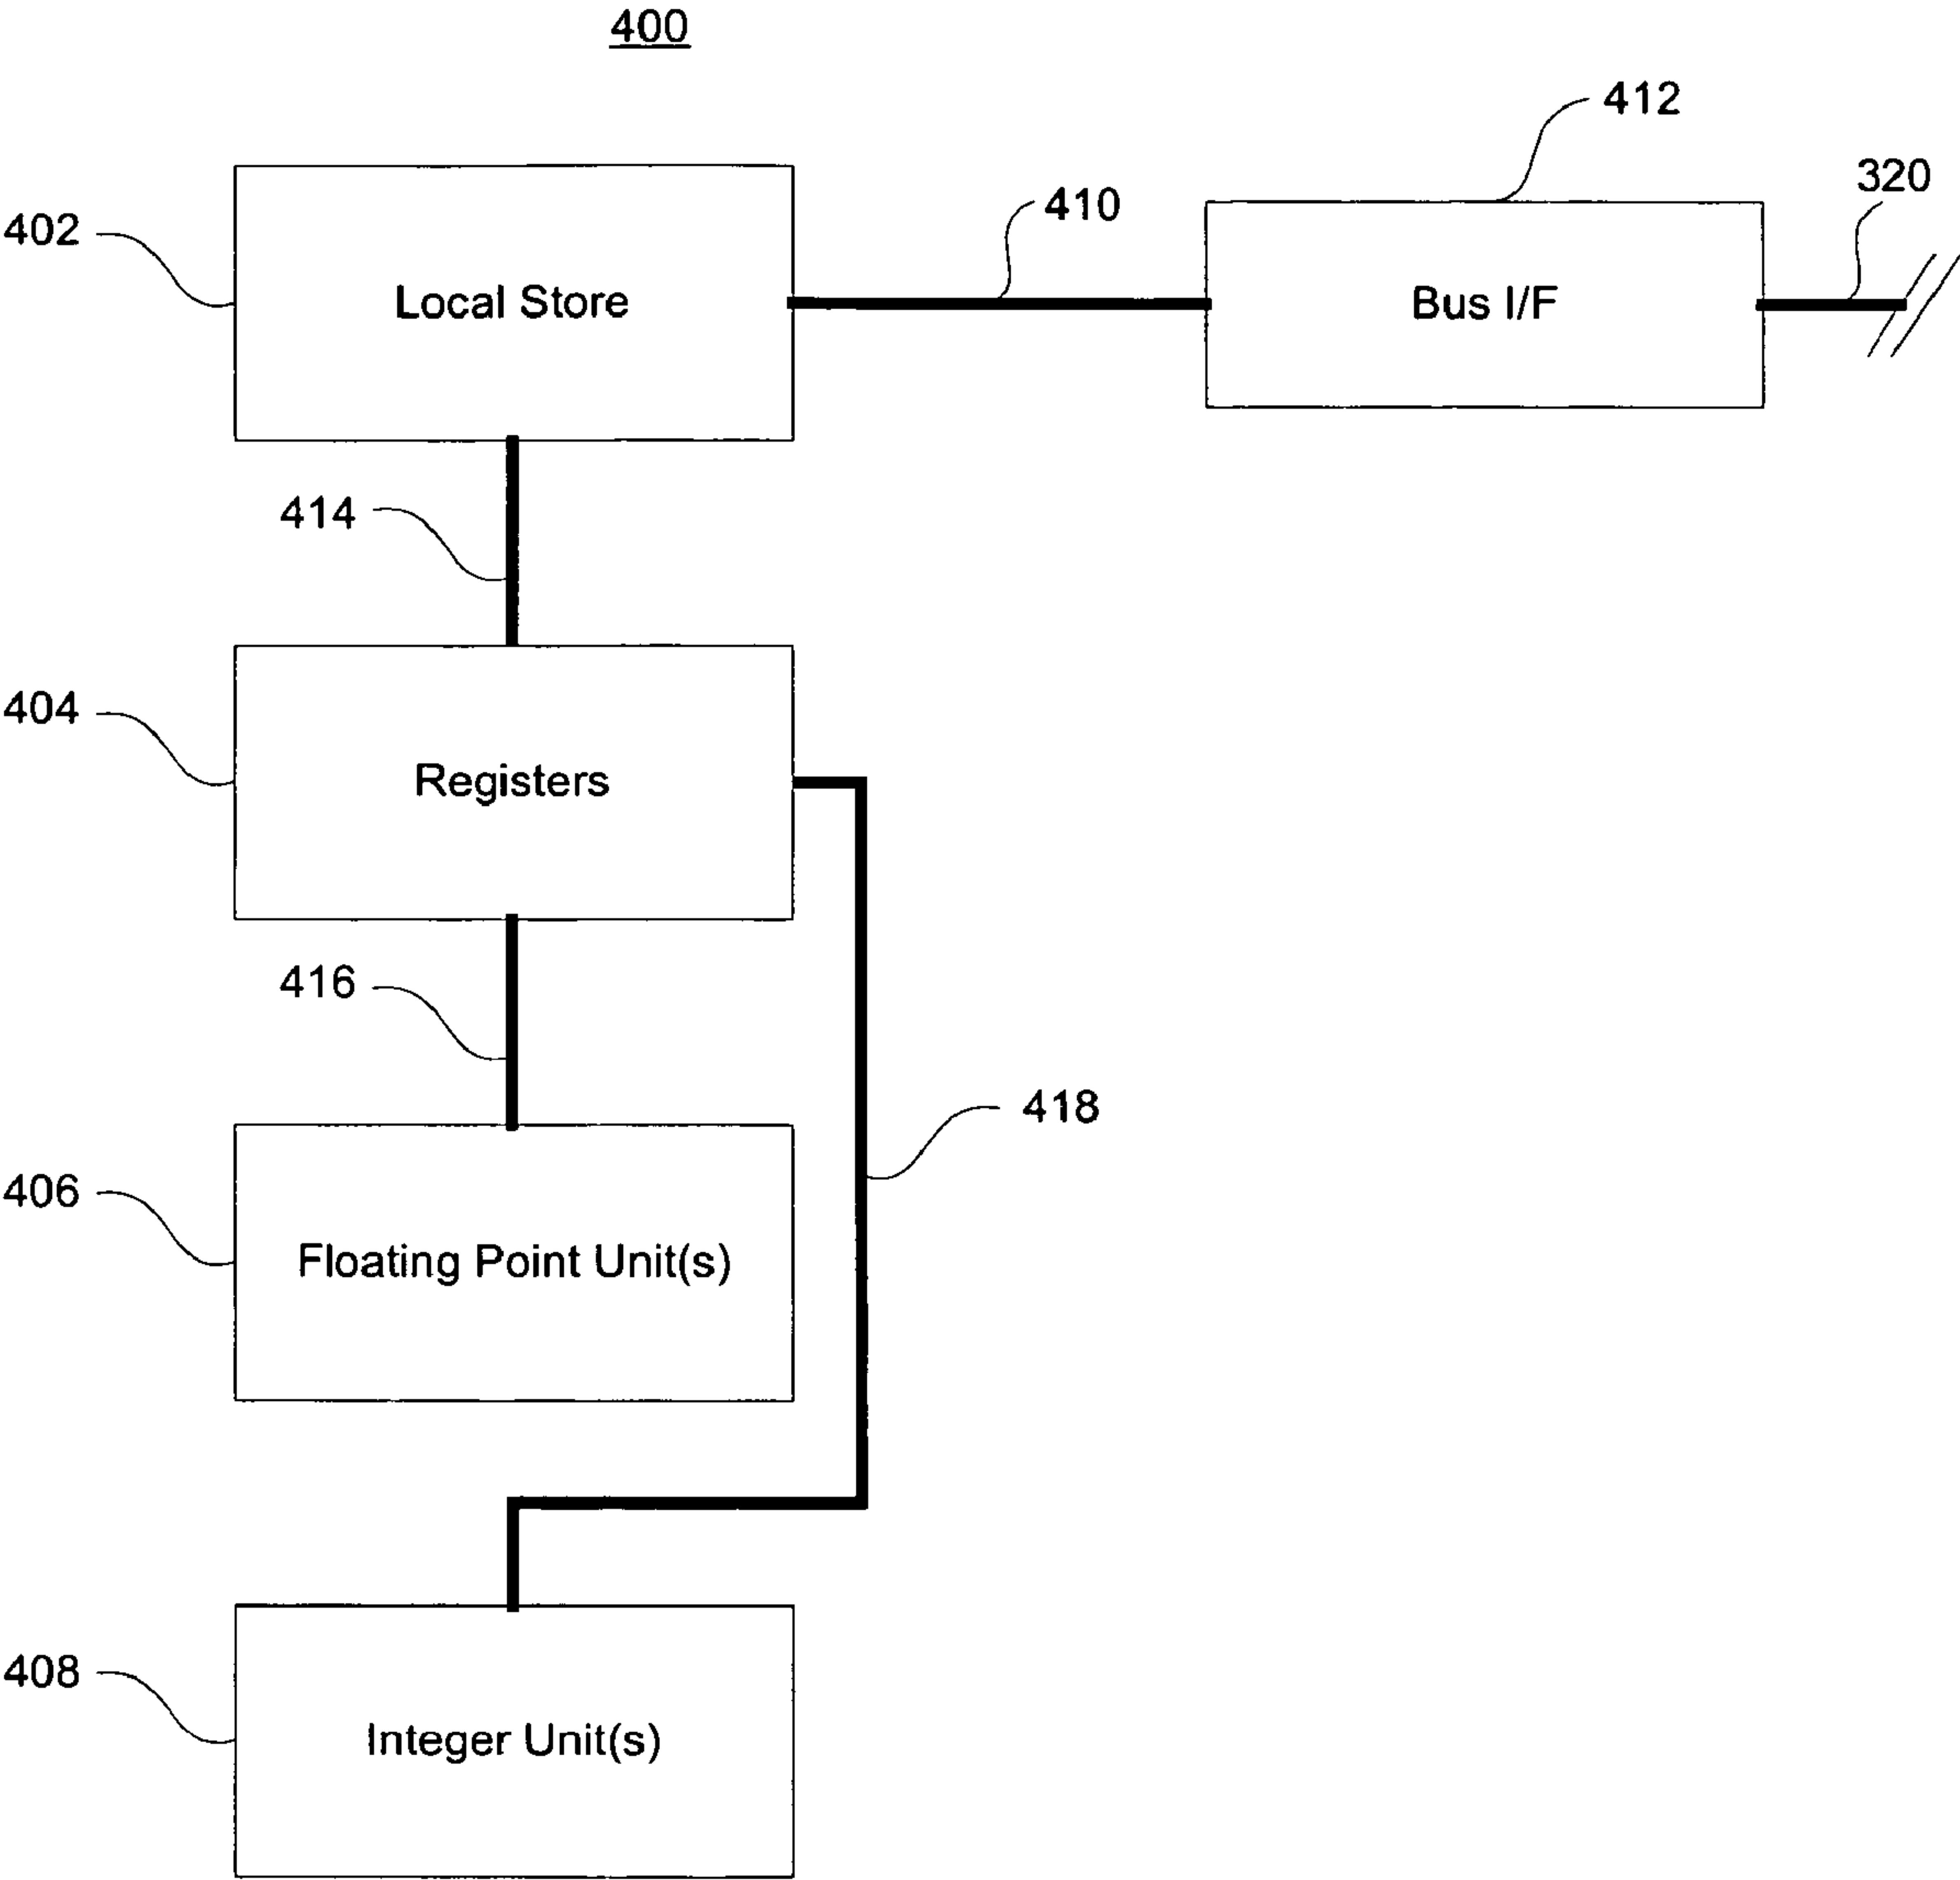 400
412
320
410
402
Local Store
Bus I/F
414
404
Registers
416
418
406
Floating Point Unit(s)
408
Integer Unit(s)